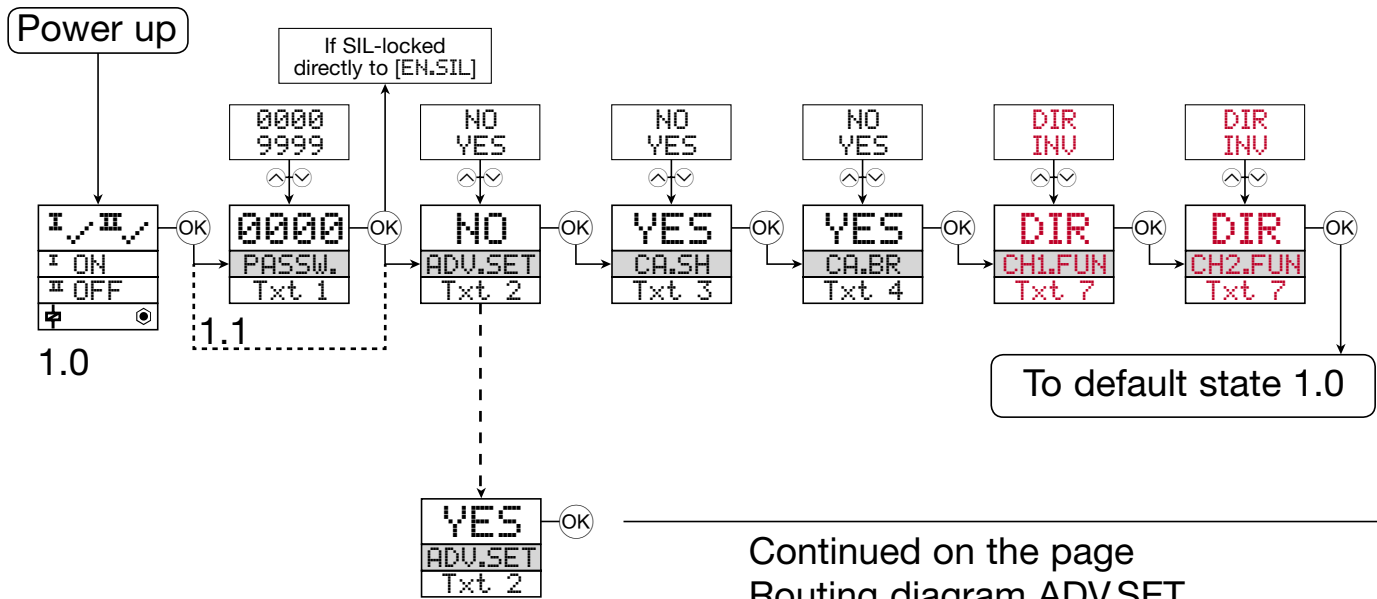 Power up
If SIL-locked
directly to [EN.SIL]
0000
9999
NO
YES
NO
YES
NO
YES
DIR
INV
DIR
INV
I II
I ON
II OFF
1.0
OK
0000
PASSW.
Txt 1
1.1
OK
NO
ADV.SET
Txt 2
OK
YES
CA.SH
Txt 3
OK
YES
CA.BR
Txt 4
OK
DIR
CH1.FUN
Txt 7
OK
DIR
CH2.FUN
Txt 7
OK
To default state 1.0
YES
ADV.SET
Txt 2
OK
Continued on the page
Routing diagram ADV.SET